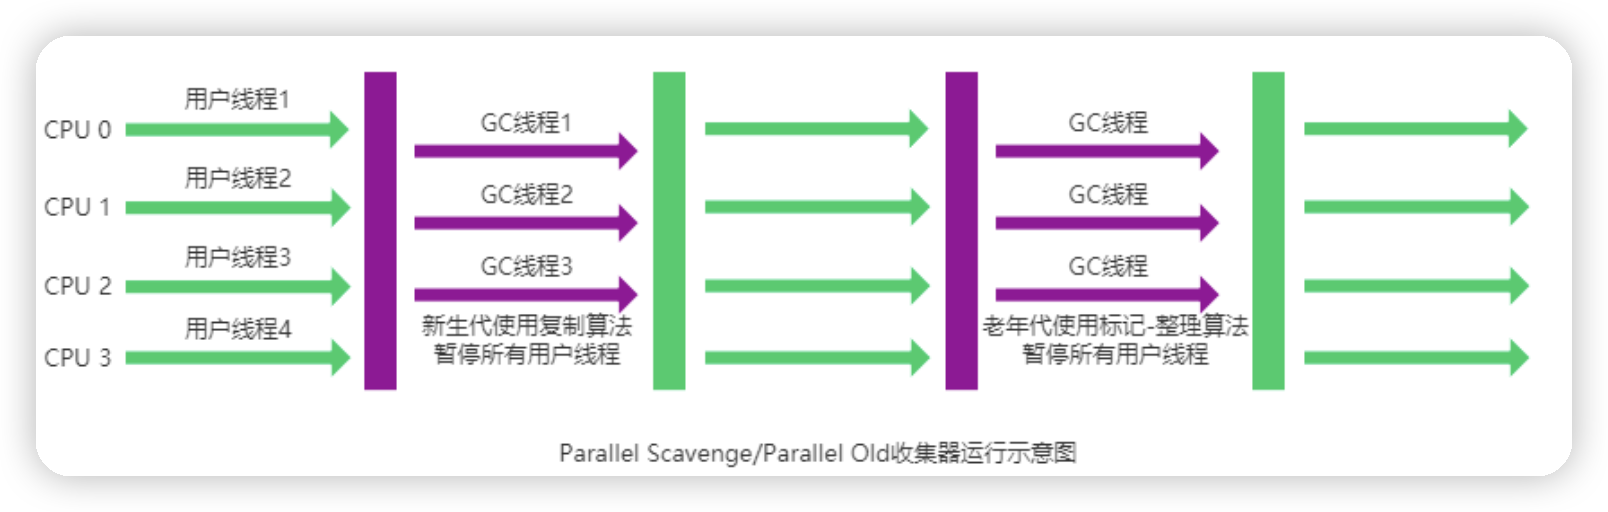 用户线程1
CPU 0
用户线程2
CPU 1
用户线程3
CPU 2
用户线程4
CPU 3
GC线程1
GC线程2
GC线程3
新生代使用复制算法
暂停所有用户线程
GC线程
GC线程
GC线程
老年代使用标记-整理算法
暂停所有用户线程
Parallel Scavenge/Parallel Old收集器运行示意图